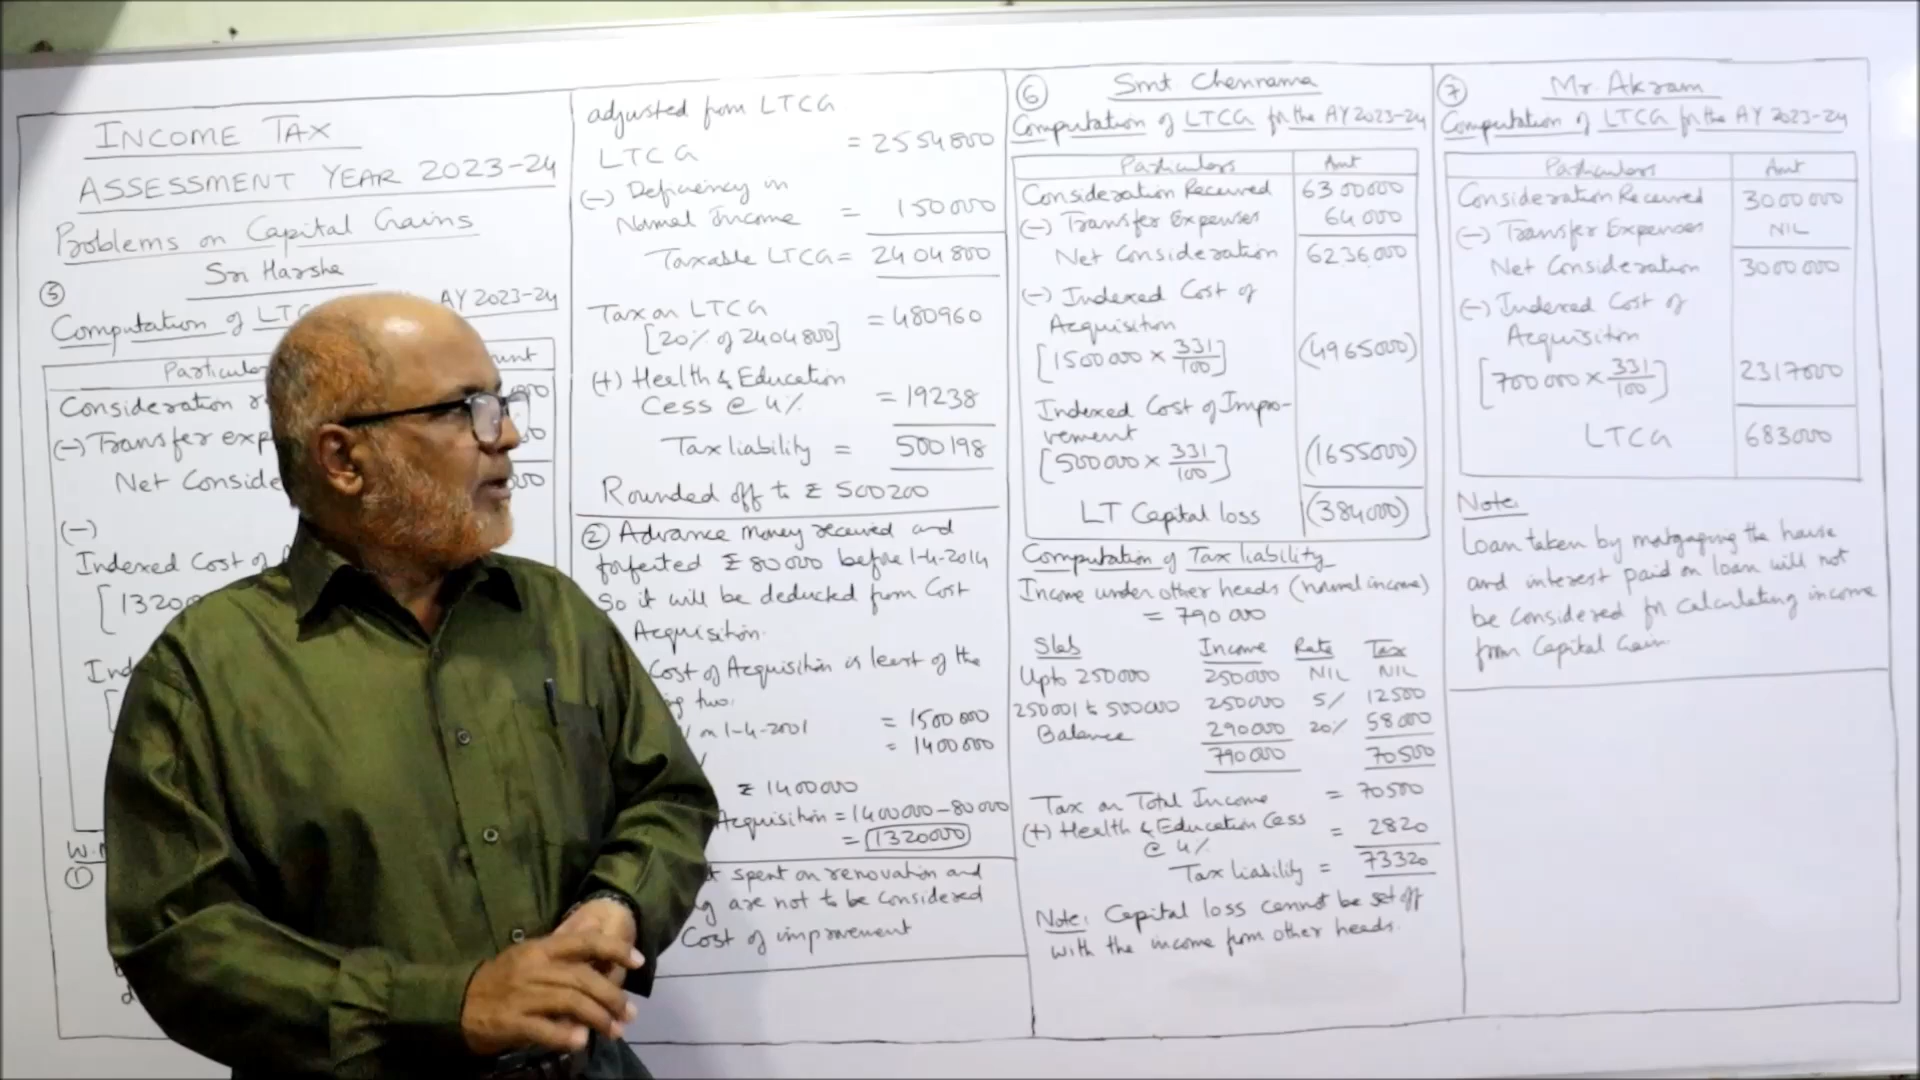 INCOME TAX
ASSESSMENT YEAR 2023-24
Problems on Capital Gains
⑤ Sri Harsha
Computation of LTC AY 2023-24
Particular
Consideration
(-) Transfer exp
Net Conside
(-)
Indexed Cost of
[1320
Ind
W.N
①
adjusted from LTCG
LTCG = 2554800
(-) Deficiency in
Normal Income = 150000
Taxable LTCG = 2404800
Tax on LTCG
[20% of 2404800] = 480960
(+) Health & Education
Cess @ 4% = 19238
Tax liability = 500198
Rounded off to ₹ 500200
② Advance money received and
forfeited ₹ 80000 before 1-4-2014
So it will be deducted from Cost
Acquisition.
Cost of Acquisition is least of the
two.
on 1-4-2001 = 1500000
= 1400000
₹ 1400000
Acquisition = 1400000-80000
= 1320000
spent on renovation and
are not to be considered
Cost of improvement
⑥ Smt Chennama
Computation of LTCG for the AY 2023-24
Particulars Amt
Consideration Received 6300000
(-) Transfer Expenses 64000
Net Consideration 6236000
(-) Indexed Cost of
Acquisition
[1500000 × 331/100] (4965000)
Indexed Cost of Impro-
vement
[500000 × 331/100] (1655000)
LT Capital loss (384000)
Computation of Tax liability
Income under other heads (normal income)
= 790000
Slab Income Rate Tax
Upto 250000 250000 NIL NIL
250001 to 500000 250000 5% 12500
Balance 290000 20% 58000
790000 70500
Tax on Total Income = 70500
(+) Health & Education Cess
@ 4% = 2820
Tax liability = 73320
Note: Capital loss cannot be set off
with the income from other heads.
⑦ Mr. Akram
Computation of LTCG for the AY 2023-24
Particulars Amt
Consideration Received 3000000
(-) Transfer Expenses NIL
Net Consideration 3000000
(-) Indexed Cost of
Acquisition
[700000 × 331/100] 2317000
LTCG 683000
Note:
Loan taken by matgaging the house
and interest paid on loan will not
be considered for calculating income
from Capital Gain.